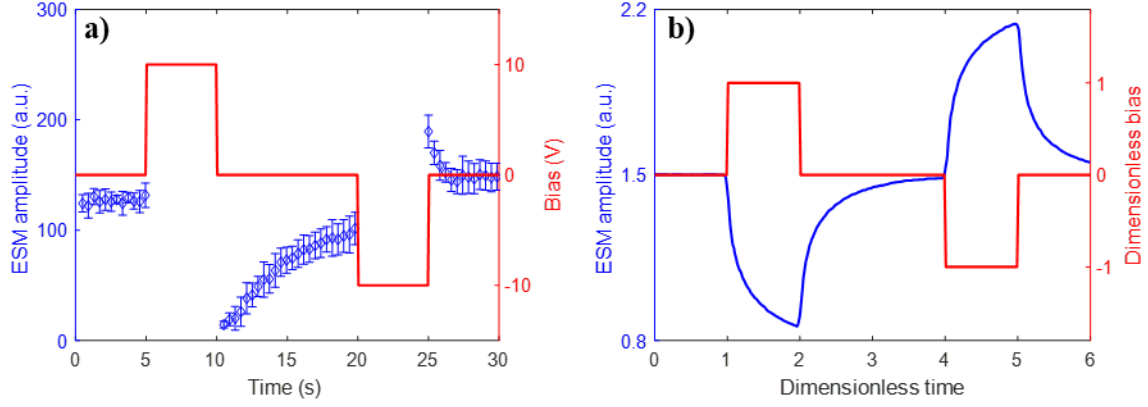 a)
ESM amplitude (a.u.)
300
200
100
0
0 5 10 15 20 25 30
Time (s)
10
0
-10
Bias (V)
b)
ESM amplitude (a.u.)
2.2
1.5
0.8
0 1 2 3 4 5 6
Dimensionless time
1
0
-1
Dimensionless bias